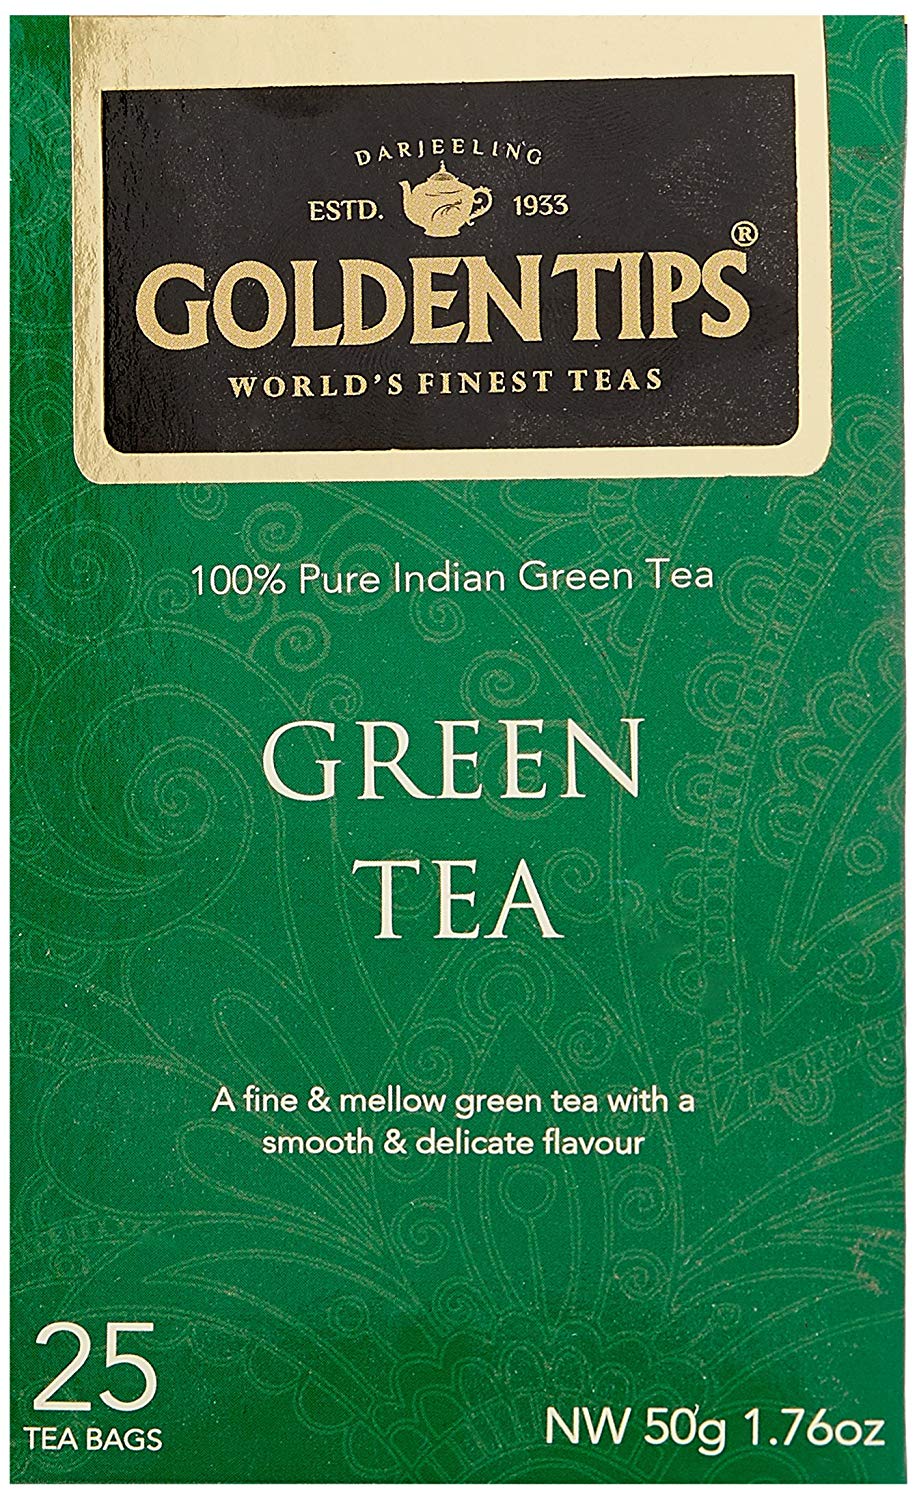 DARJEELING
ESTD. 1933
GOLDEN TIPS®
WORLD'S FINEST TEAS
100% Pure Indian Green Tea
GREEN
TEA
A fine & mellow green tea with a
smooth & delicate flavour
25
TEA BAGS
NW 50g 1.76oz